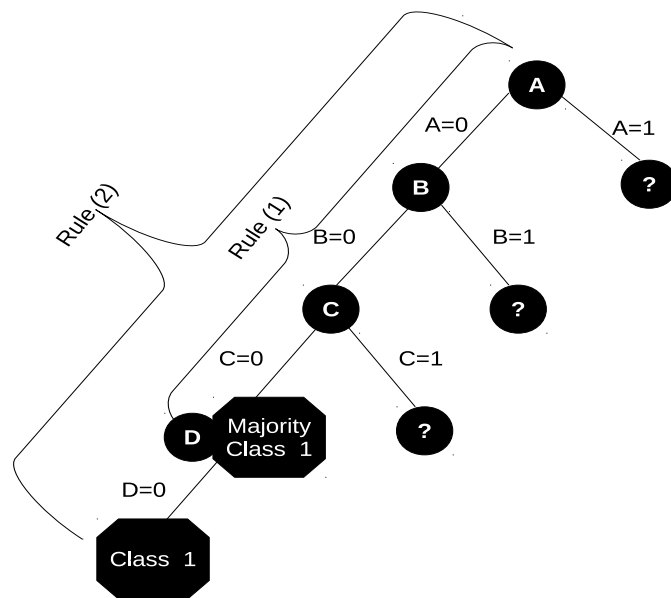 A
A=0
A=1
B
?
Rule (2)
Rule (1)
B=0
B=1
C
?
C=0
C=1
D
Majority
Class 1
?
D=0
Class 1